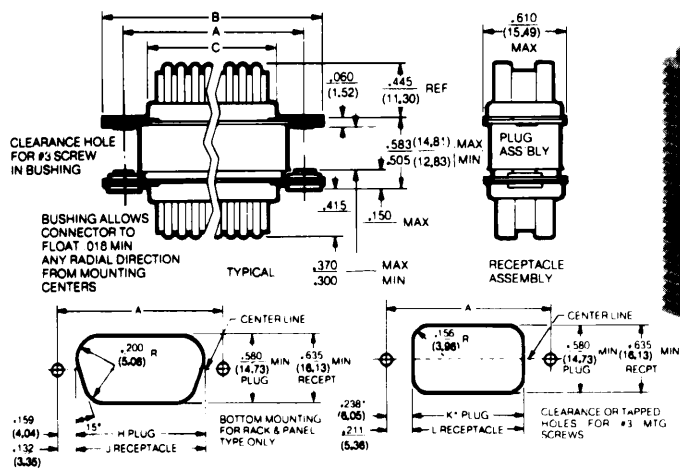 B
A
C
.610
(15.49)
MAX
.060
(1.52)
.445
(11.30)
REF
CLEARANCE HOLE
FOR #3 SCREW
IN BUSHING
.583 (14.81) MAX
.505 (12.83) MIN
PLUG
ASSBLY
BUSHING ALLOWS
CONNECTOR TO
FLOAT .018 MIN
ANY RADIAL DIRECTION
FROM MOUNTING
CENTERS
.415
.150 MAX
TYPICAL
.370 MAX
.300 MIN
RECEPTACLE
ASSEMBLY
A
CENTER LINE
.200 R
(5.08)
.580 MIN
(14.73)
PLUG
.635 MIN
(16.13)
RECEPT
.159
(4.04)
.132
(3.35)
15°
H PLUG
J RECEPTACLE
BOTTOM MOUNTING
FOR RACK & PANEL
TYPE ONLY
A
CENTER LINE
.156 R
(3.96)
.580 MIN
(14.73)
PLUG
.635 MIN
(16.13)
RECPT
.238*
(6.05)
.211
(5.36)
K* PLUG
L RECEPTACLE
CLEARANCE OR TAPPED
HOLES FOR #3 MTG
SCREWS